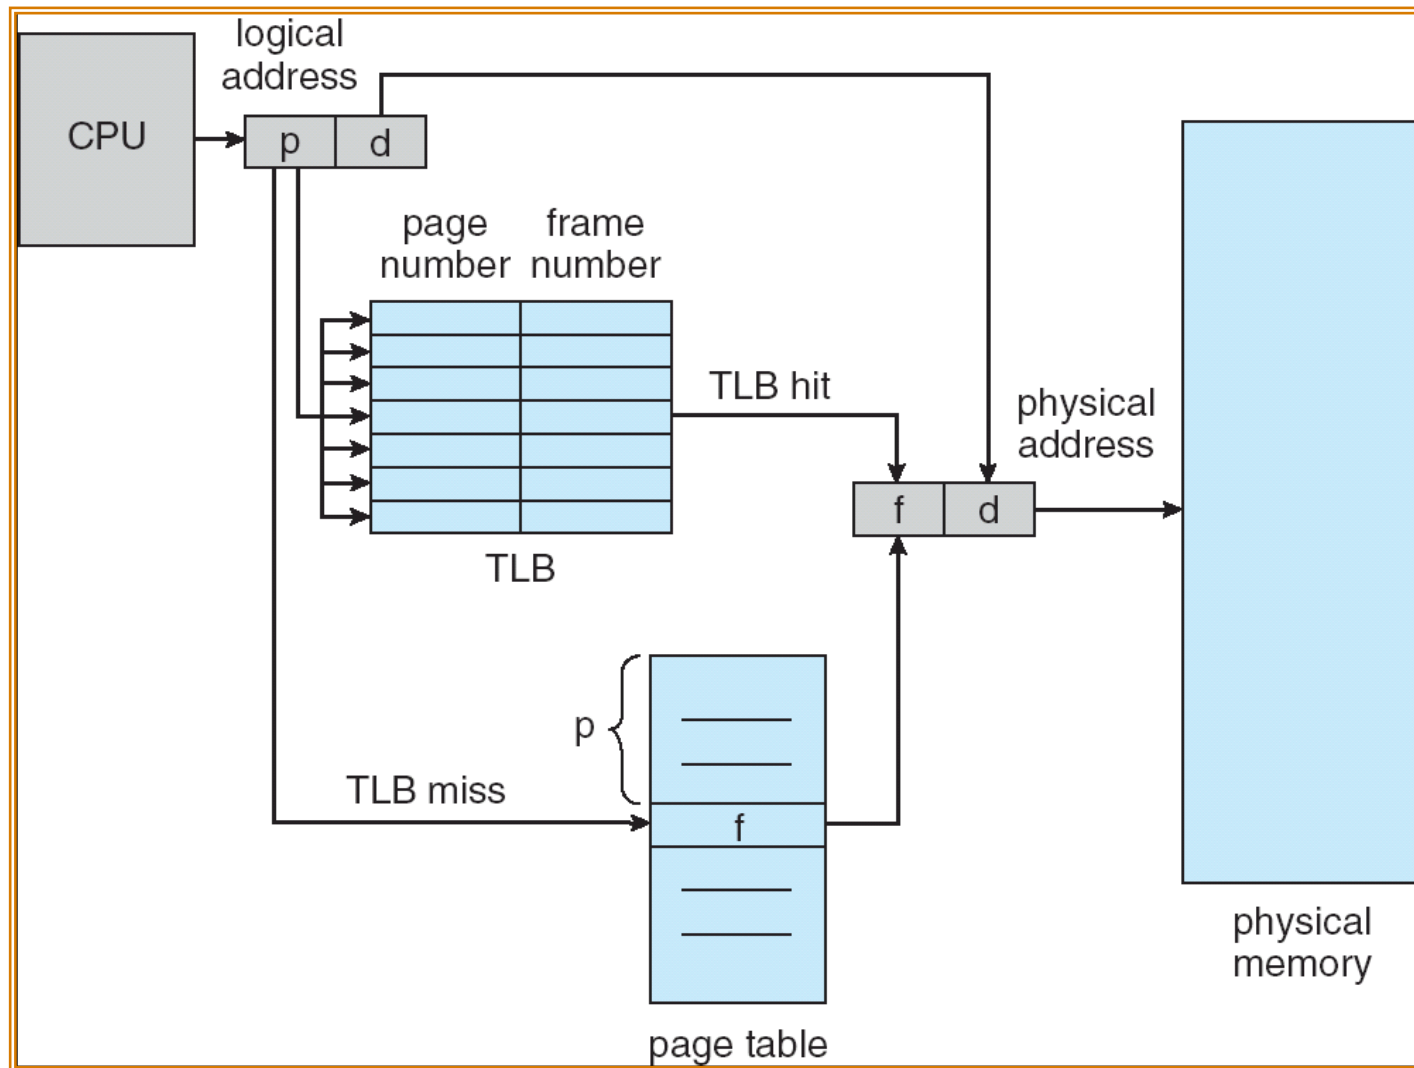 logical
address
CPU
p
d
page
number
frame
number
TLB hit
physical
address
f
d
TLB
p
TLB miss
f
physical
memory
page table